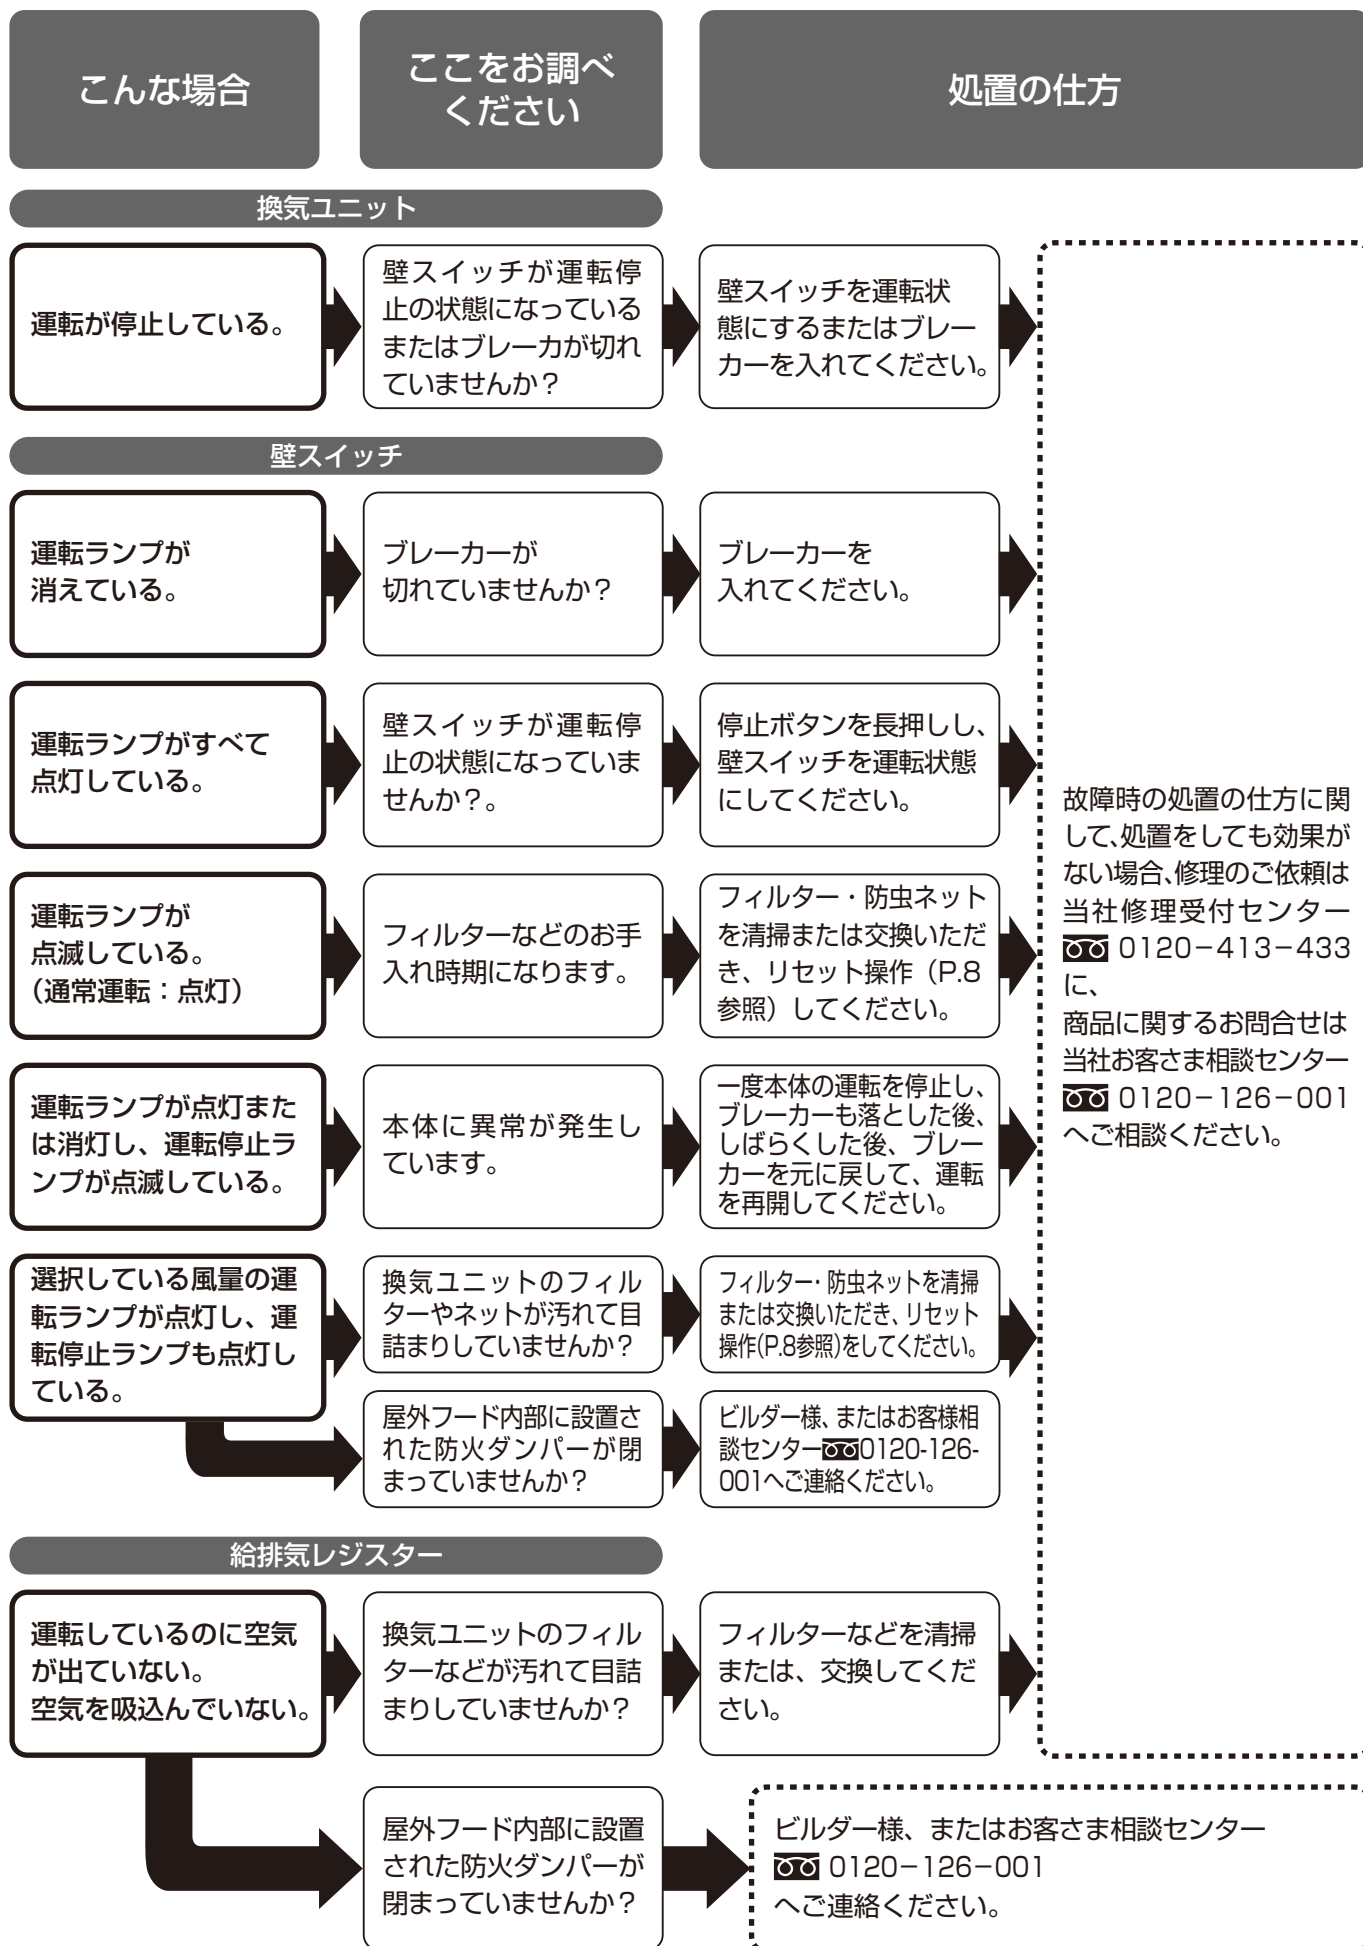 こんな場合
ここをお調べ
ください
処置の仕方
換気ユニット
運転が停止している。
壁スイッチが運転停
止の状態になっている
またはブレーカが切れ
ていませんか？
壁スイッチを運転状
態にするまたはブレー
カーを入れてください。
壁スイッチ
運転ランプが
消えている。
ブレーカーが
切れていませんか？
ブレーカーを
入れてください。
運転ランプがすべて
点灯している。
壁スイッチが運転停
止の状態になっていま
せんか？。
停止ボタンを長押しし、
壁スイッチを運転状態
にしてください。
運転ランプが
点滅している。
（通常運転：点灯）
フィルターなどのお手
入れ時期になります。
フィルター・防虫ネット
を清掃または交換いただ
き、リセット操作（P.8
参照）してください。
運転ランプが点灯また
は消灯し、運転停止ラ
ンプが点滅している。
本体に異常が発生し
ています。
一度本体の運転を停止し、
ブレーカーも落とした後、
しばらくした後、ブレー
カーを元に戻して、運転
を再開してください。
選択している風量の運
転ランプが点灯し、運
転停止ランプも点灯し
ている。
換気ユニットのフィル
ターやネットが汚れて目
詰まりしていませんか？
フィルター・防虫ネットを清掃
または交換いただき、リセット
操作(P.8参照)をしてください。
屋外フード内部に設置さ
れた防火ダンパーが閉
まっていませんか？
ビルダー様、またはお客様相
談センター0120-126-
001へご連絡ください。
故障時の処置の仕方に関
して、処置をしても効果が
ない場合、修理のご依頼は
当社修理受付センター
0120−413−433
に、
商品に関するお問合せは
当社お客さま相談センター
0120−126−001
へご相談ください。
給排気レジスター
運転しているのに空気
が出ていない。
空気を吸込んでいない。
換気ユニットのフィル
ターなどが汚れて目詰
まりしていませんか？
フィルターなどを清掃
または、交換してくだ
さい。
屋外フード内部に設置
された防火ダンパーが
閉まっていませんか？
ビルダー様、またはお客さま相談センター
0120−126−001
へご連絡ください。